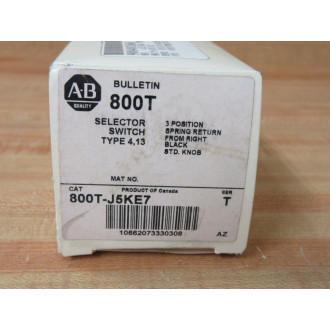 A-B
QUALITY
BULLETIN
800T
SELECTOR
SWITCH
TYPE 4,13
3 POSITION
SPRING RETURN
FROM RIGHT
BLACK
STD. KNOB
MAT NO.
CAT
PRODUCT OF Canada
SER
800T-J5KE7
T
10662073330308
AZ